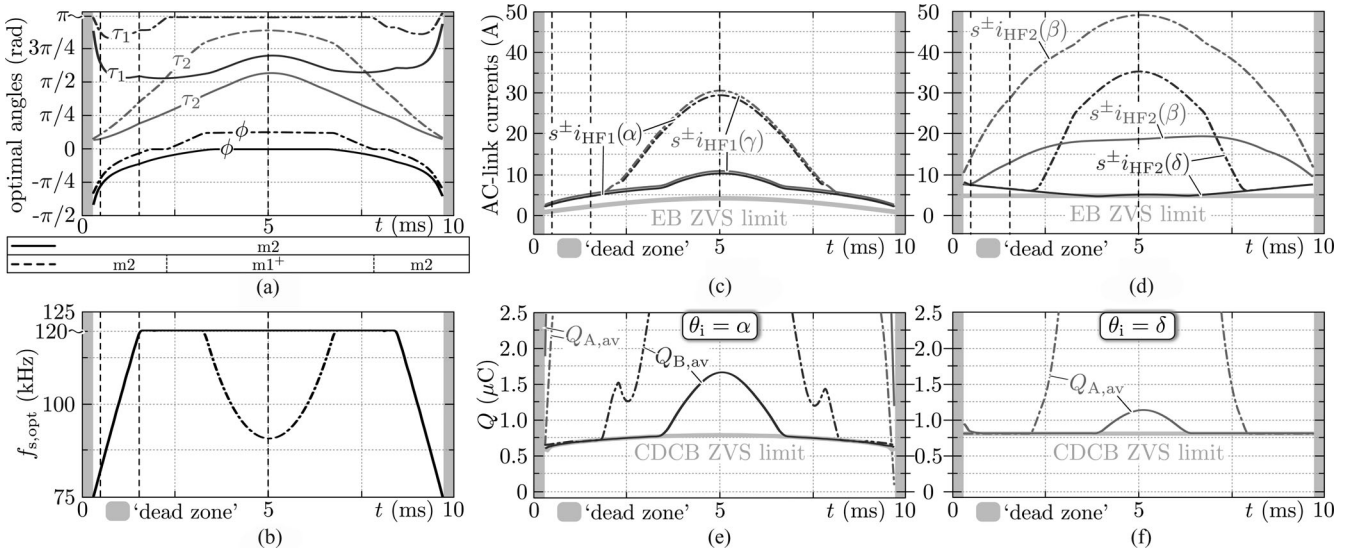 optimal angles (rad)
π~
3π/4
π/2
π/4
0
-π/4
-π/2
τ1
τ1
τ2
τ2
ϕ
ϕ
0 5 t (ms) 10
m2
m2 m1+ m2
(a)
AC-link currents (A)
50
40
30
20
10
0
s±iHF1(α)
s±iHF1(γ)
EB ZVS limit
0 5 t (ms) 10
'dead zone'
(c)
50
40
30
20
10
0
s±iHF2(β)
s±iHF2(β)
s±iHF2(δ)
EB ZVS limit
0 5 t (ms) 10
(d)
fs,opt (kHz)
125
120~
100
75
0 5 t (ms) 10
'dead zone'
(b)
Q (μC)
2.5
2.0
1.5
1.0
0.5
0
θi = α
QA,av
QB,av
CDCB ZVS limit
0 5 t (ms) 10
'dead zone'
(e)
2.5
2.0
1.5
1.0
0.5
0
θi = δ
QA,av
CDCB ZVS limit
0 5 t (ms) 10
'dead zone'
(f)